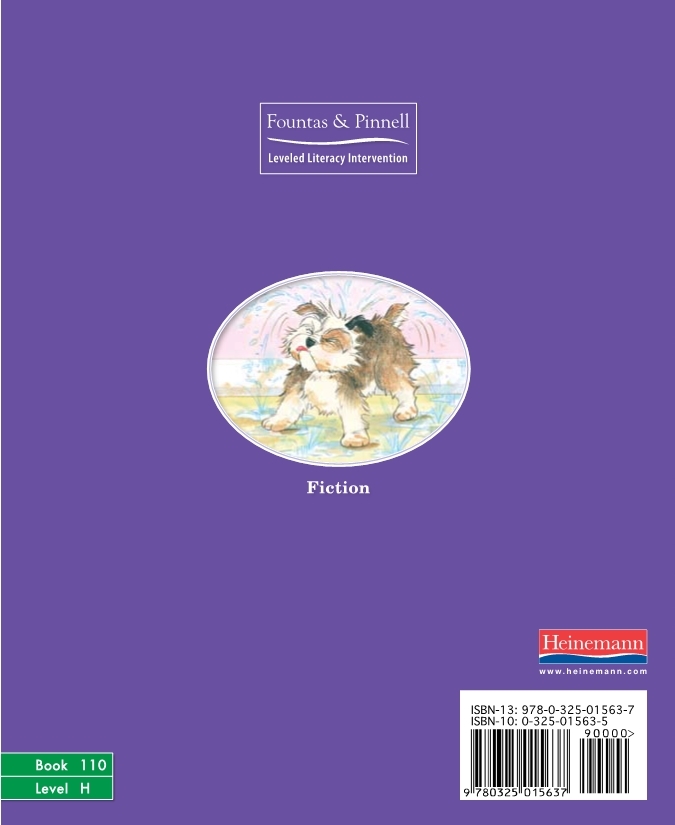 Fountas & Pinnell
Leveled Literacy Intervention
Fiction
Heinemann
www.heinemann.com
ISBN-13: 978-0-325-01563-7
ISBN-10: 0-325-01563-5
90000>
9 780325 015637
Book 110
Level H